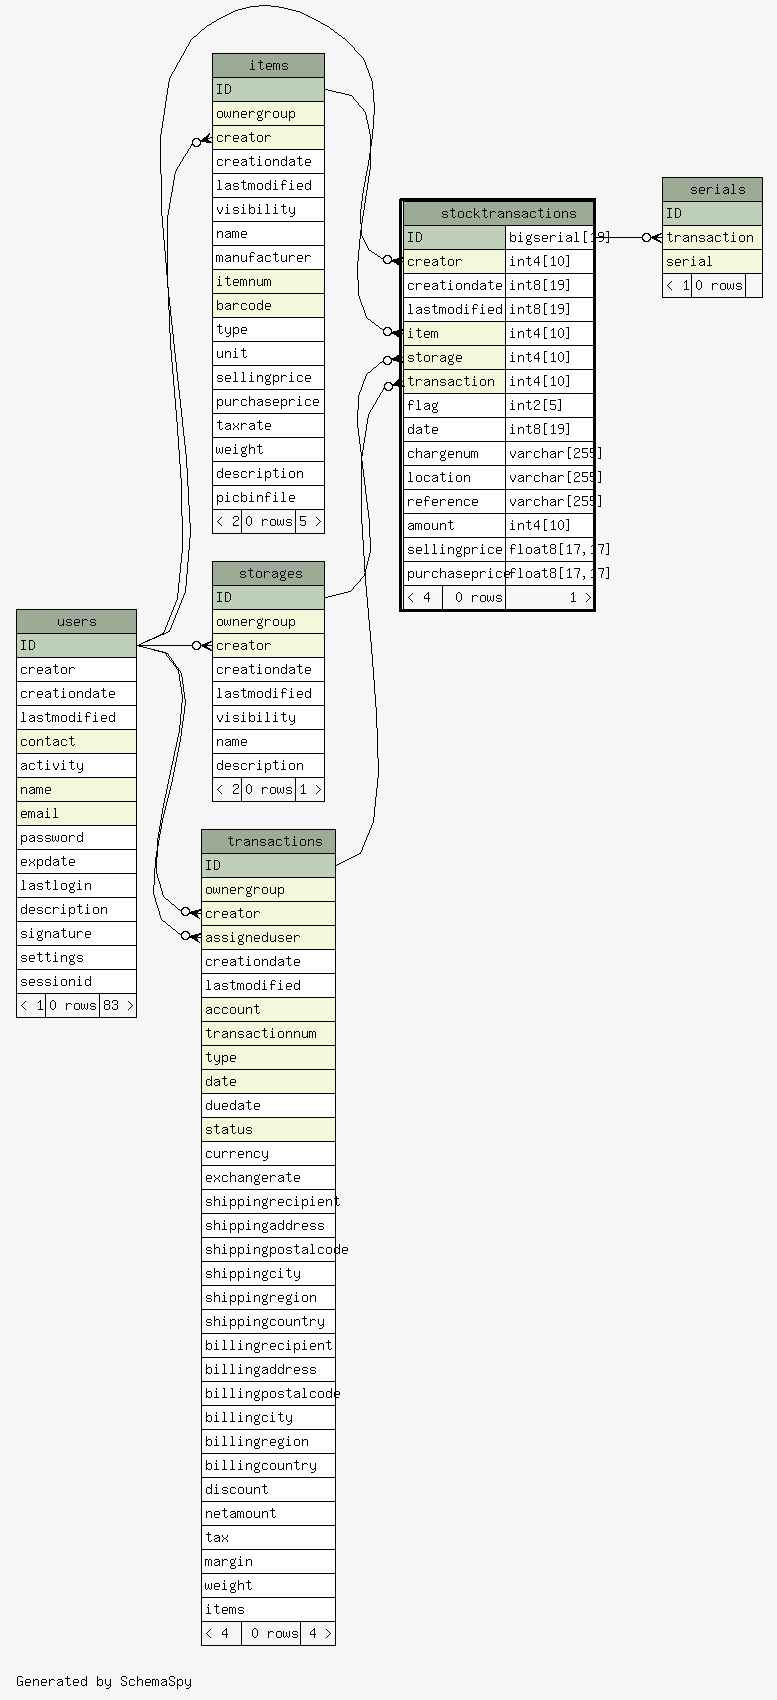 items
ID
ownergroup
creator
creationdate
lastmodified
visibility
name
manufacturer
itemnum
barcode
type
unit
sellingprice
purchaseprice
taxrate
weight
description
picbinfile
< 2 0 rows 5 >
stocktransactions
ID bigserial[19]
creator int4[10]
creationdate int8[19]
lastmodified int8[19]
item int4[10]
storage int4[10]
transaction int4[10]
flag int2[5]
date int8[19]
chargenum varchar[255]
location varchar[255]
reference varchar[255]
amount int4[10]
sellingprice float8[17,17]
purchaseprice float8[17,17]
< 4 0 rows 1 >
serials
ID
transaction
serial
< 1 0 rows
storages
ID
ownergroup
creator
creationdate
lastmodified
visibility
name
description
< 2 0 rows 1 >
users
ID
creator
creationdate
lastmodified
contact
activity
name
email
password
expdate
lastlogin
description
signature
settings
sessionid
< 1 0 rows 83 >
transactions
ID
ownergroup
creator
assigneduser
creationdate
lastmodified
account
transactionnum
type
date
duedate
status
currency
exchangerate
shippingrecipient
shippingaddress
shippingpostalcode
shippingcity
shippingregion
shippingcountry
billingrecipient
billingaddress
billingpostalcode
billingcity
billingregion
billingcountry
discount
netamount
tax
margin
weight
items
< 4 0 rows 4 >
Generated by SchemaSpy